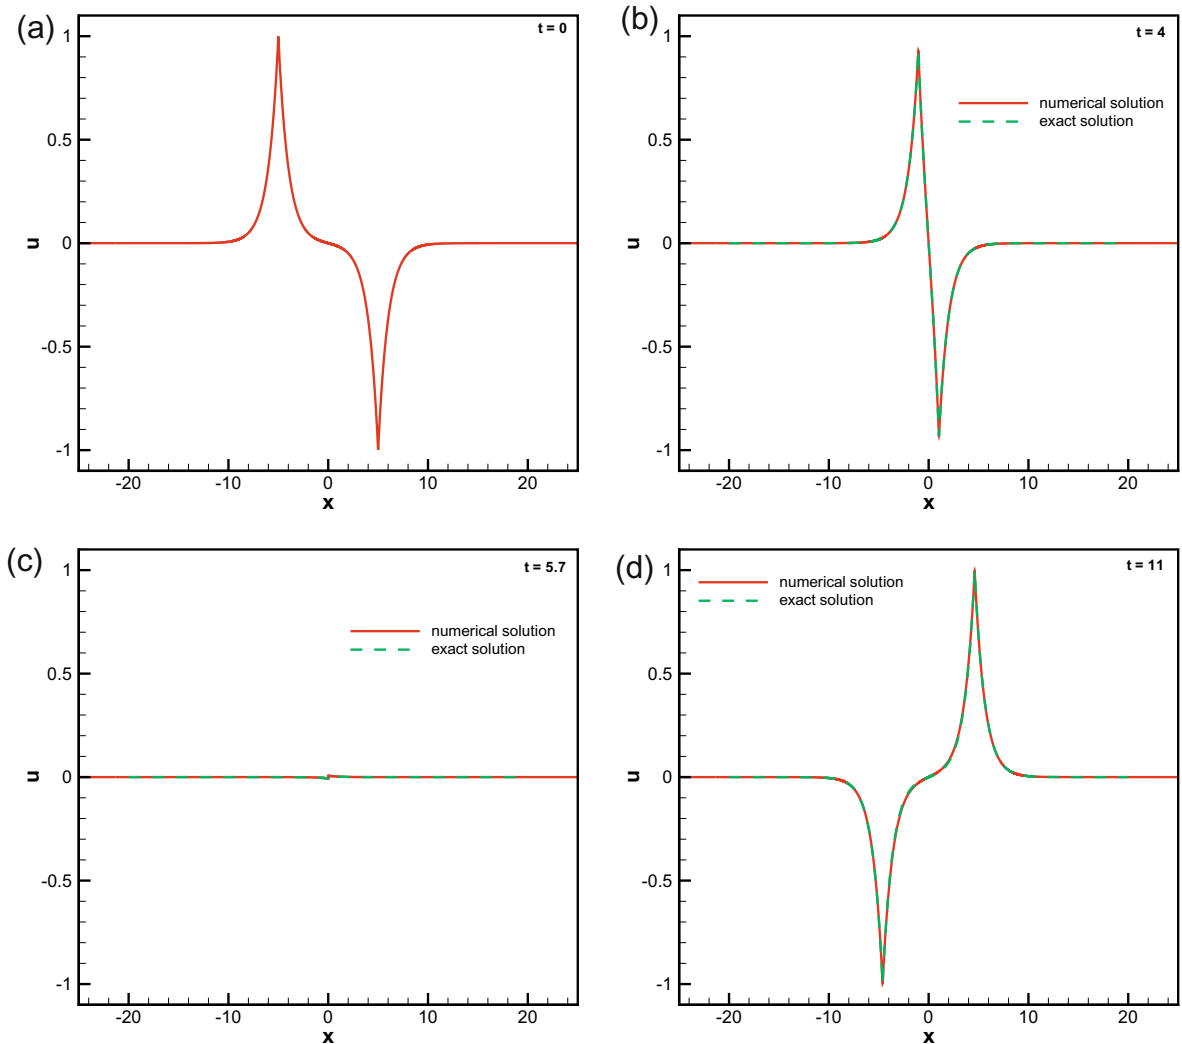 (a)
t = 0
1
0.5
0
-0.5
-1
u
-20 -10 0 10 20
x
(b)
t = 4
numerical solution
exact solution
1
0.5
0
-0.5
-1
u
-20 -10 0 10 20
x
(c)
t = 5.7
numerical solution
exact solution
1
0.5
0
-0.5
-1
u
-20 -10 0 10 20
x
(d)
t = 11
numerical solution
exact solution
1
0.5
0
-0.5
-1
u
-20 -10 0 10 20
x